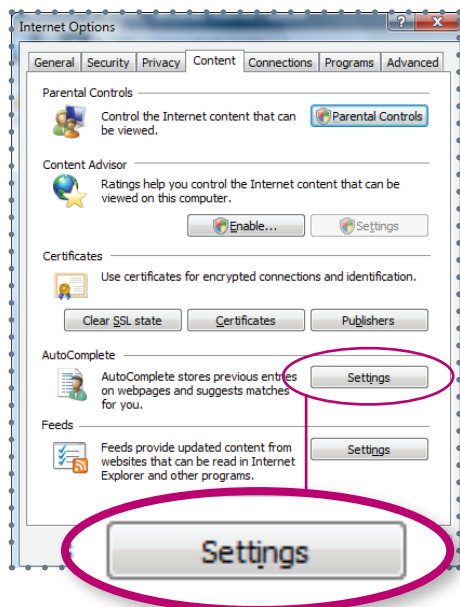 Internet Options
?
X
General Security Privacy Content Connections Programs Advanced
Parental Controls
Control the Internet content that can
be viewed.
Parental Controls
Content Advisor
Ratings help you control the Internet content that can be
viewed on this computer.
Enable...
Settings
Certificates
Use certificates for encrypted connections and identification.
Clear SSL state
Certificates
Publishers
AutoComplete
AutoComplete stores previous entries
on webpages and suggests matches
for you.
Settings
Feeds
Feeds provide updated content from
websites that can be read in Internet
Explorer and other programs.
Settings
Settings